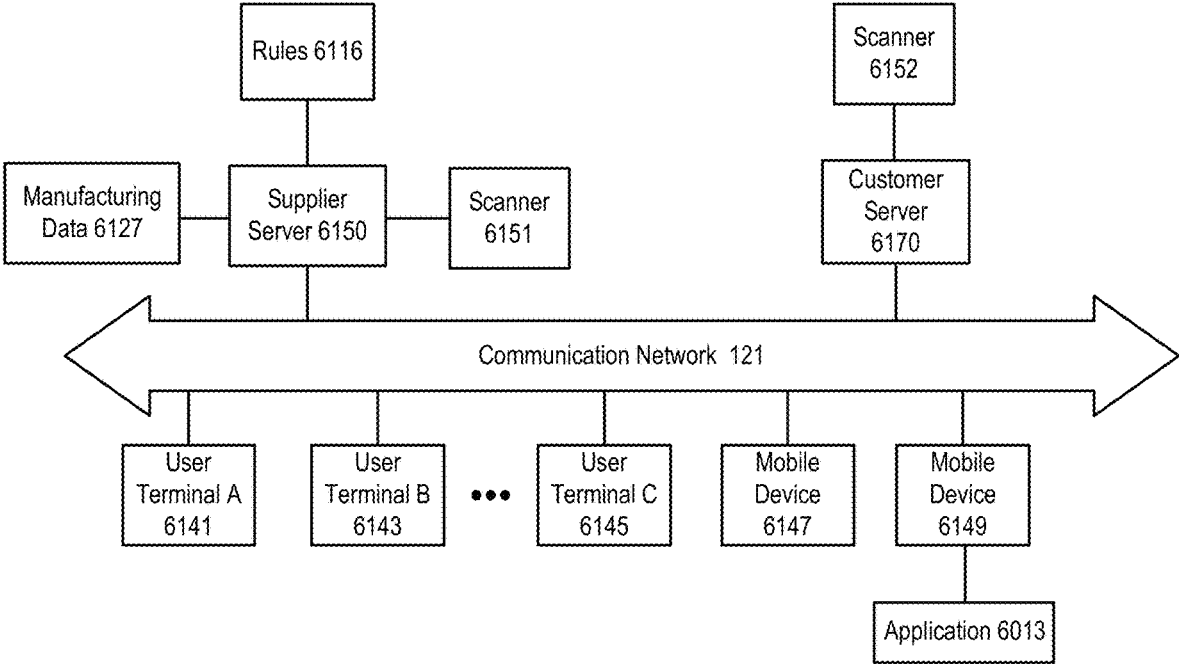 Rules 6116
Scanner
6152
Manufacturing
Data 6127
Supplier
Server 6150
Scanner
6151
Customer
Server
6170
Communication Network 121
User
Terminal A
6141
User
Terminal B
6143
User
Terminal C
6145
Mobile
Device
6147
Mobile
Device
6149
Application 6013